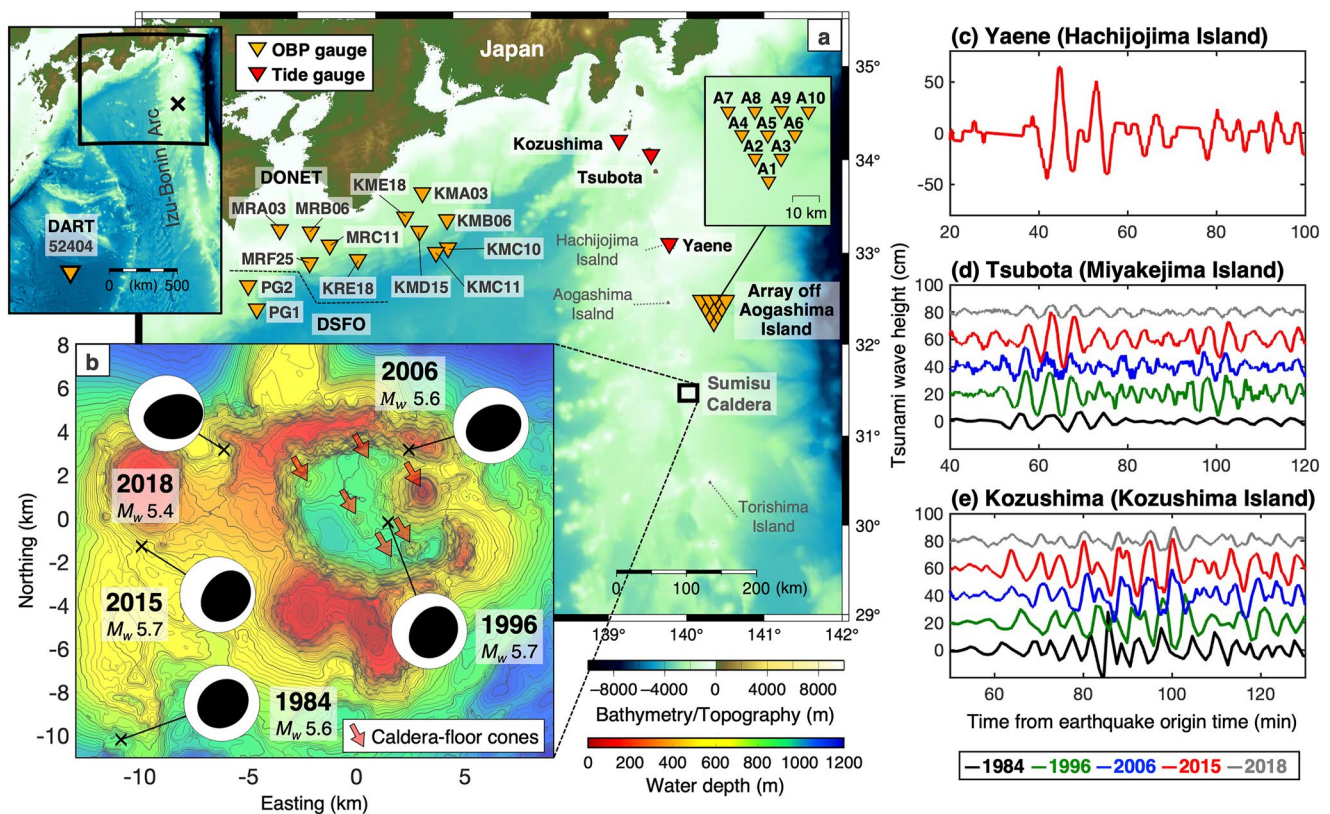 OBP gauge
Tide gauge
Japan
a
35°
34°
33°
32°
31°
30°
29°
139°
140°
141°
142°
Izu-Bonin Arc
DART
52404
0 (km) 500
Kozushima
Tsubota
A7 A8 A9 A10
A4 A5 A6
A2 A3
A1
10 km
DONET
KME18
KMA03
MRA03
MRB06
KMB06
MRC11
KMC10
MRF25
KRE18
KMD15
KMC11
PG2
PG1
DSFO
Hachijojima
Isalnd
Yaene
Aogashima
Isalnd
Array off
Aogashima
Island
Sumisu
Caldera
Torishima
Island
0 100 200 (km)
−8000 −4000 0 4000 8000
Bathymetry/Topography (m)
0 200 400 600 800 1000 1200
Water depth (m)
b
8
6
4
2
0
-2
-4
-6
-8
-10
Northing (km)
-10 -5 0 5
Easting (km)
2006
Mw 5.6
2018
Mw 5.4
2015
Mw 5.7
1996
Mw 5.7
1984
Mw 5.6
Caldera-floor cones
(c) Yaene (Hachijojima Island)
50
0
-50
20 40 60 80 100
(d) Tsubota (Miyakejima Island)
100
80
60
40
20
0
40 60 80 100 120
(e) Kozushima (Kozushima Island)
100
80
60
40
20
0
60 80 100 120
Tsunami wave height (cm)
Time from earthquake origin time (min)
1984 1996 2006 2015 2018